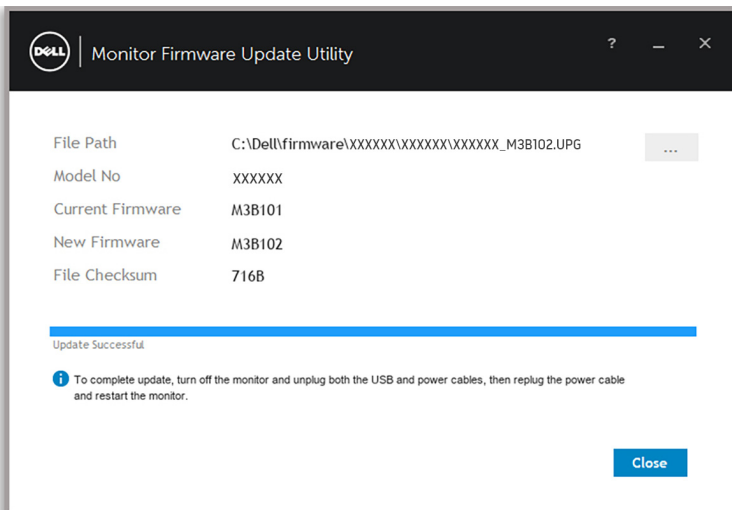 DELL Monitor Firmware Update Utility ? _ X
File Path C:\Dell\firmware\XXXXXX\XXXXXX\XXXXXX_M3B102.UPG ...
Model No XXXXXX
Current Firmware M3B101
New Firmware M3B102
File Checksum 716B
Update Successful
To complete update, turn off the monitor and unplug both the USB and power cables, then replug the power cable
and restart the monitor.
Close